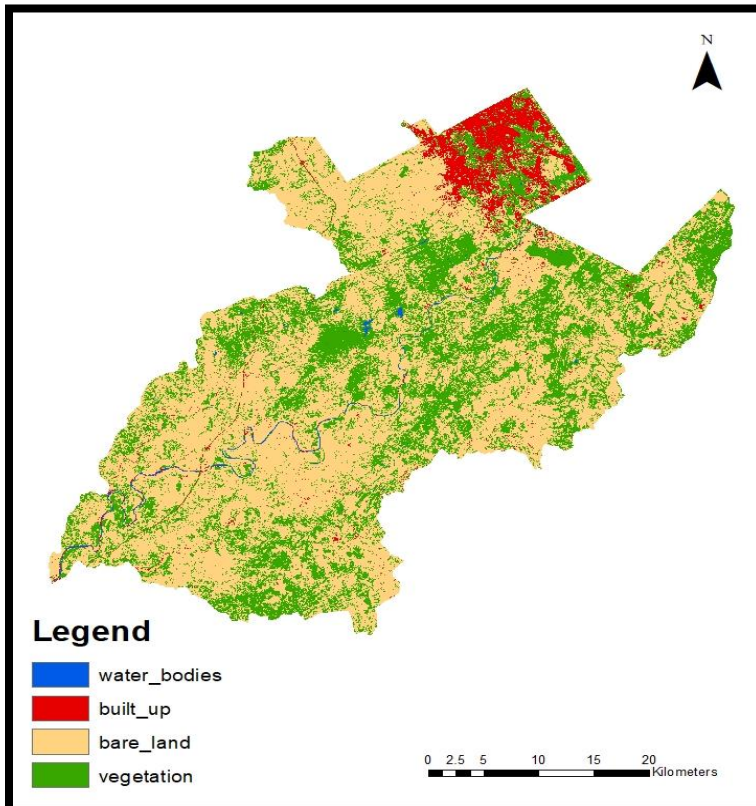 N
Legend
water_bodies
built_up
bare_land
vegetation
0 2.5 5 10 15 20
Kilometers